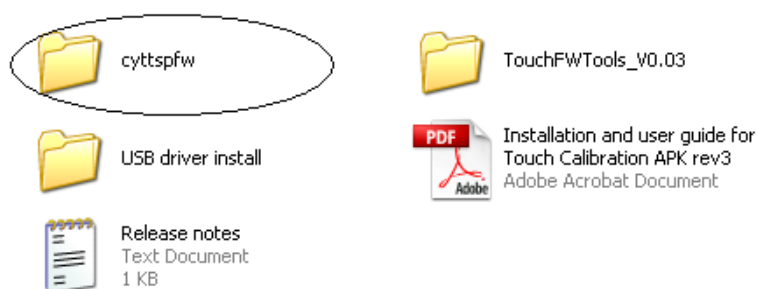 cyttspfw
TouchFWTools_V0.03
USB driver install
PDF
Adobe
Installation and user guide for
Touch Calibration APK rev3
Adobe Acrobat Document
Release notes
Text Document
1 KB